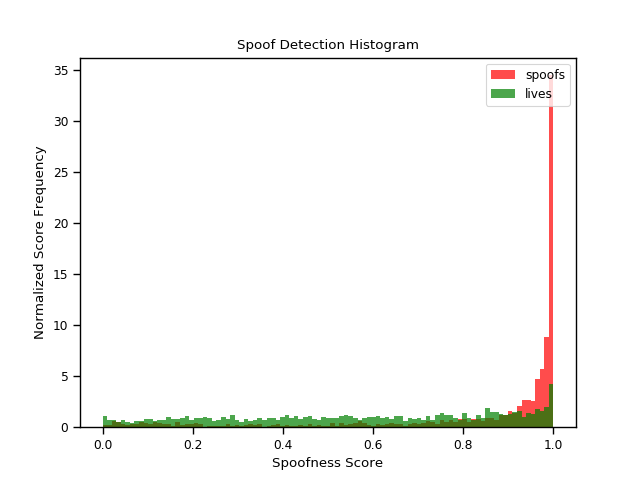 Spoof Detection Histogram
spoofs
lives
Normalized Score Frequency
35
30
25
20
15
10
5
0
0.0 0.2 0.4 0.6 0.8 1.0
Spoofness Score